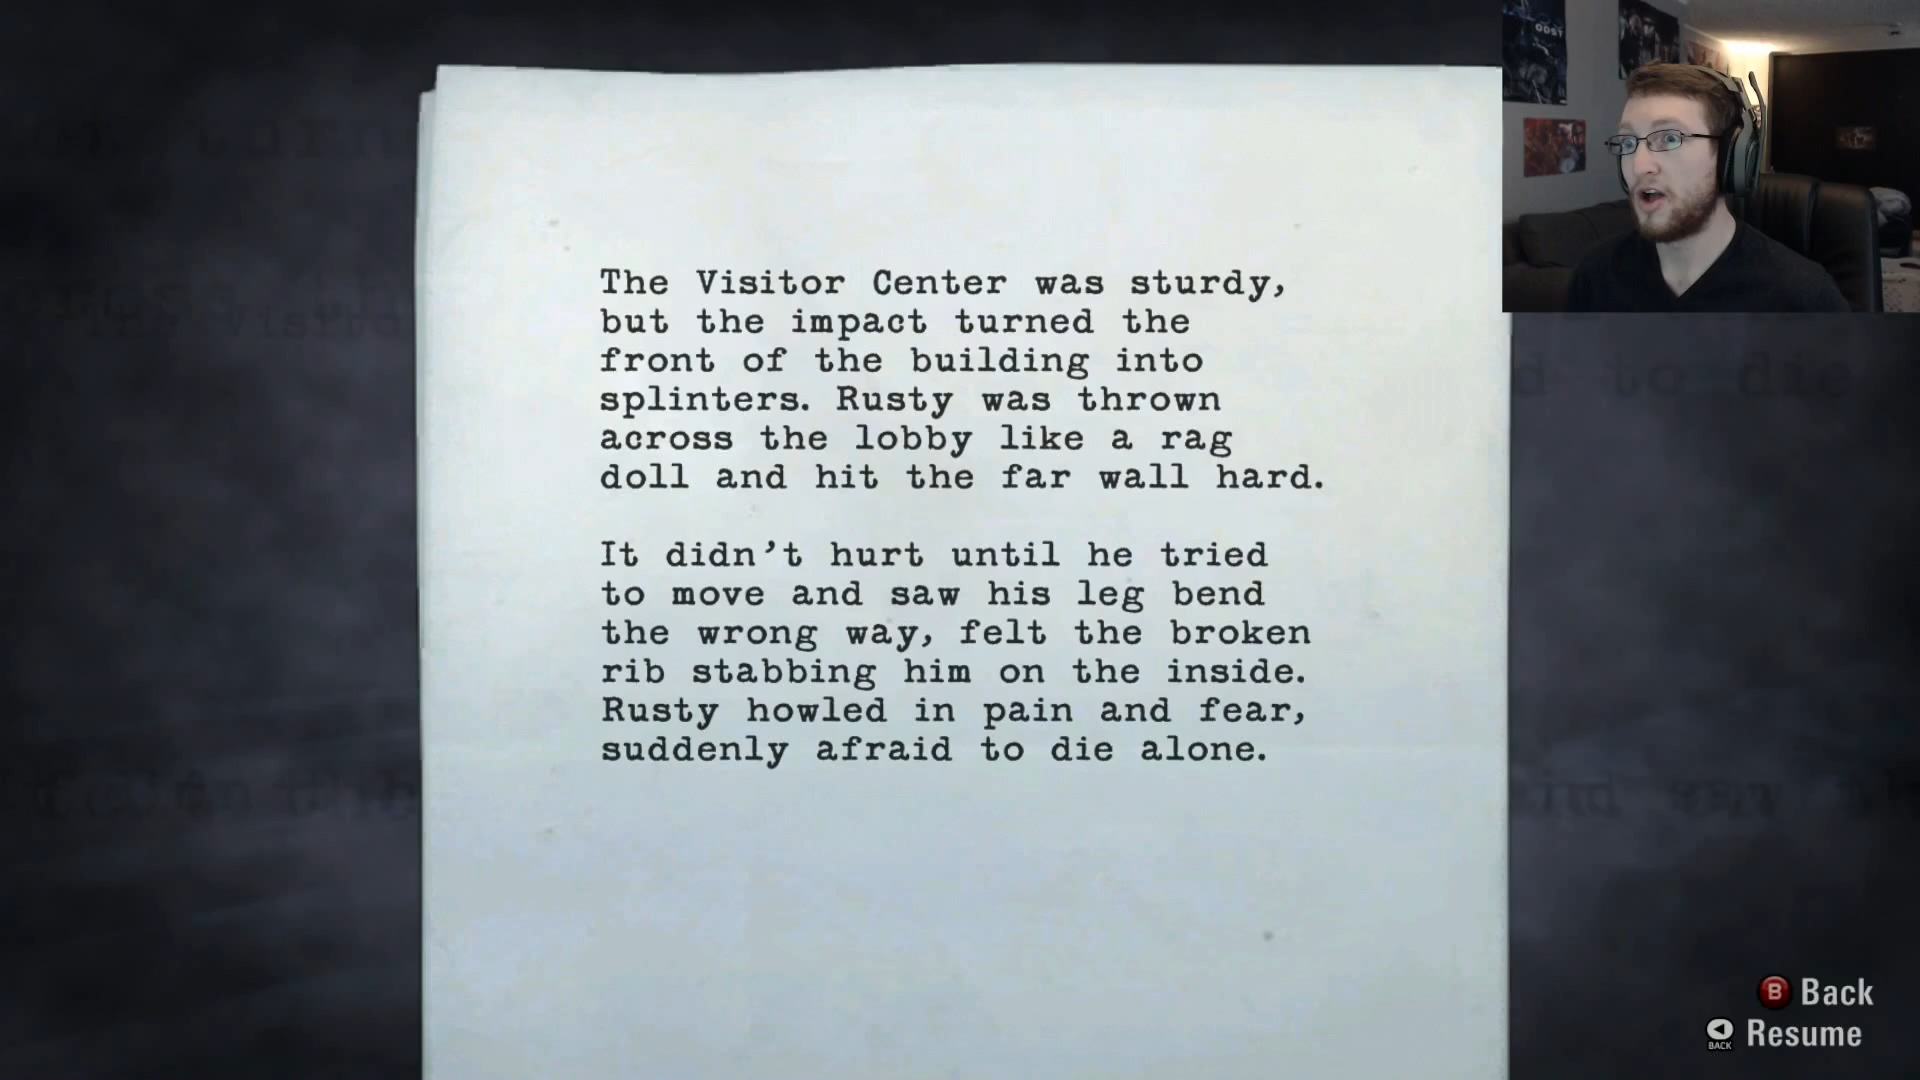 ODST
The Visitor Center was sturdy,
but the impact turned the
front of the building into
splinters. Rusty was thrown
across the lobby like a rag
doll and hit the far wall hard.
It didn't hurt until he tried
to move and saw his leg bend
the wrong way, felt the broken
rib stabbing him on the inside.
Rusty howled in pain and fear,
suddenly afraid to die alone.
B Back
BACK Resume